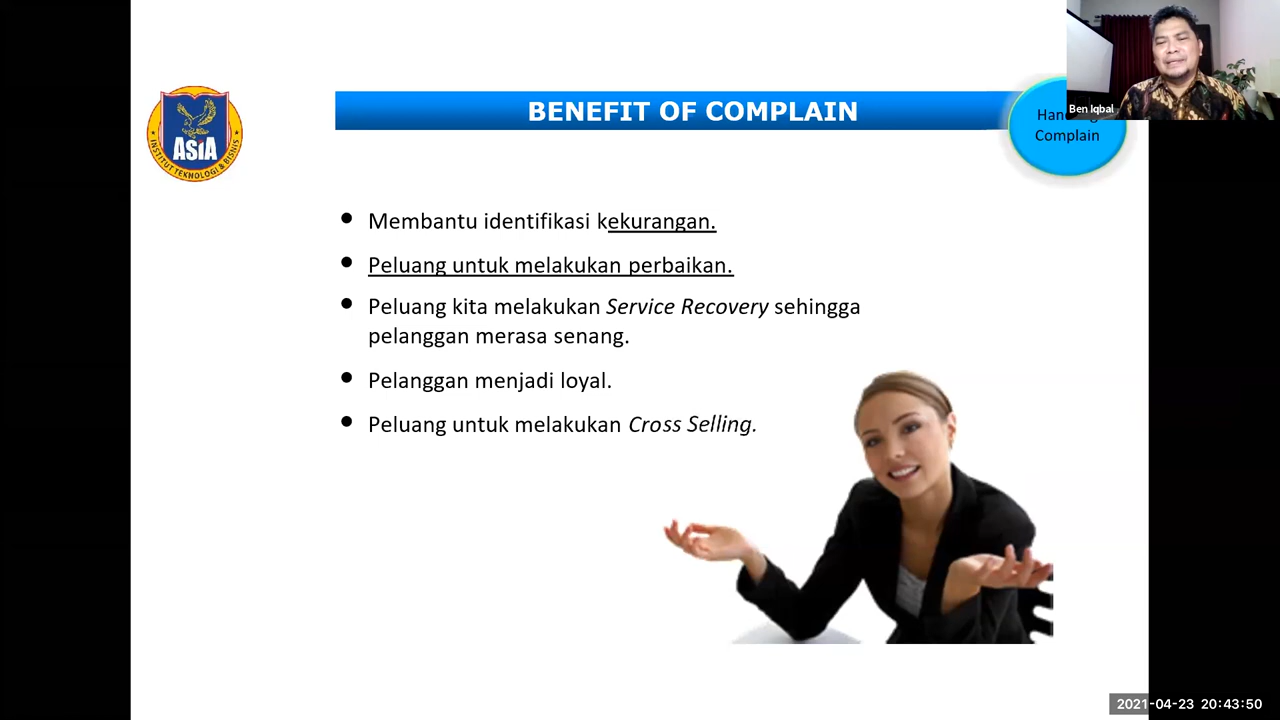 BENEFIT OF COMPLAIN
Ben Iqbal
Complain
ASIA
INSTITUT TEKNOLOGI & BISNIS
• Membantu identifikasi kekurangan.
• Peluang untuk melakukan perbaikan.
• Peluang kita melakukan Service Recovery sehingga
pelanggan merasa senang.
• Pelanggan menjadi loyal.
• Peluang untuk melakukan Cross Selling.
2021-04-23 20:43:50